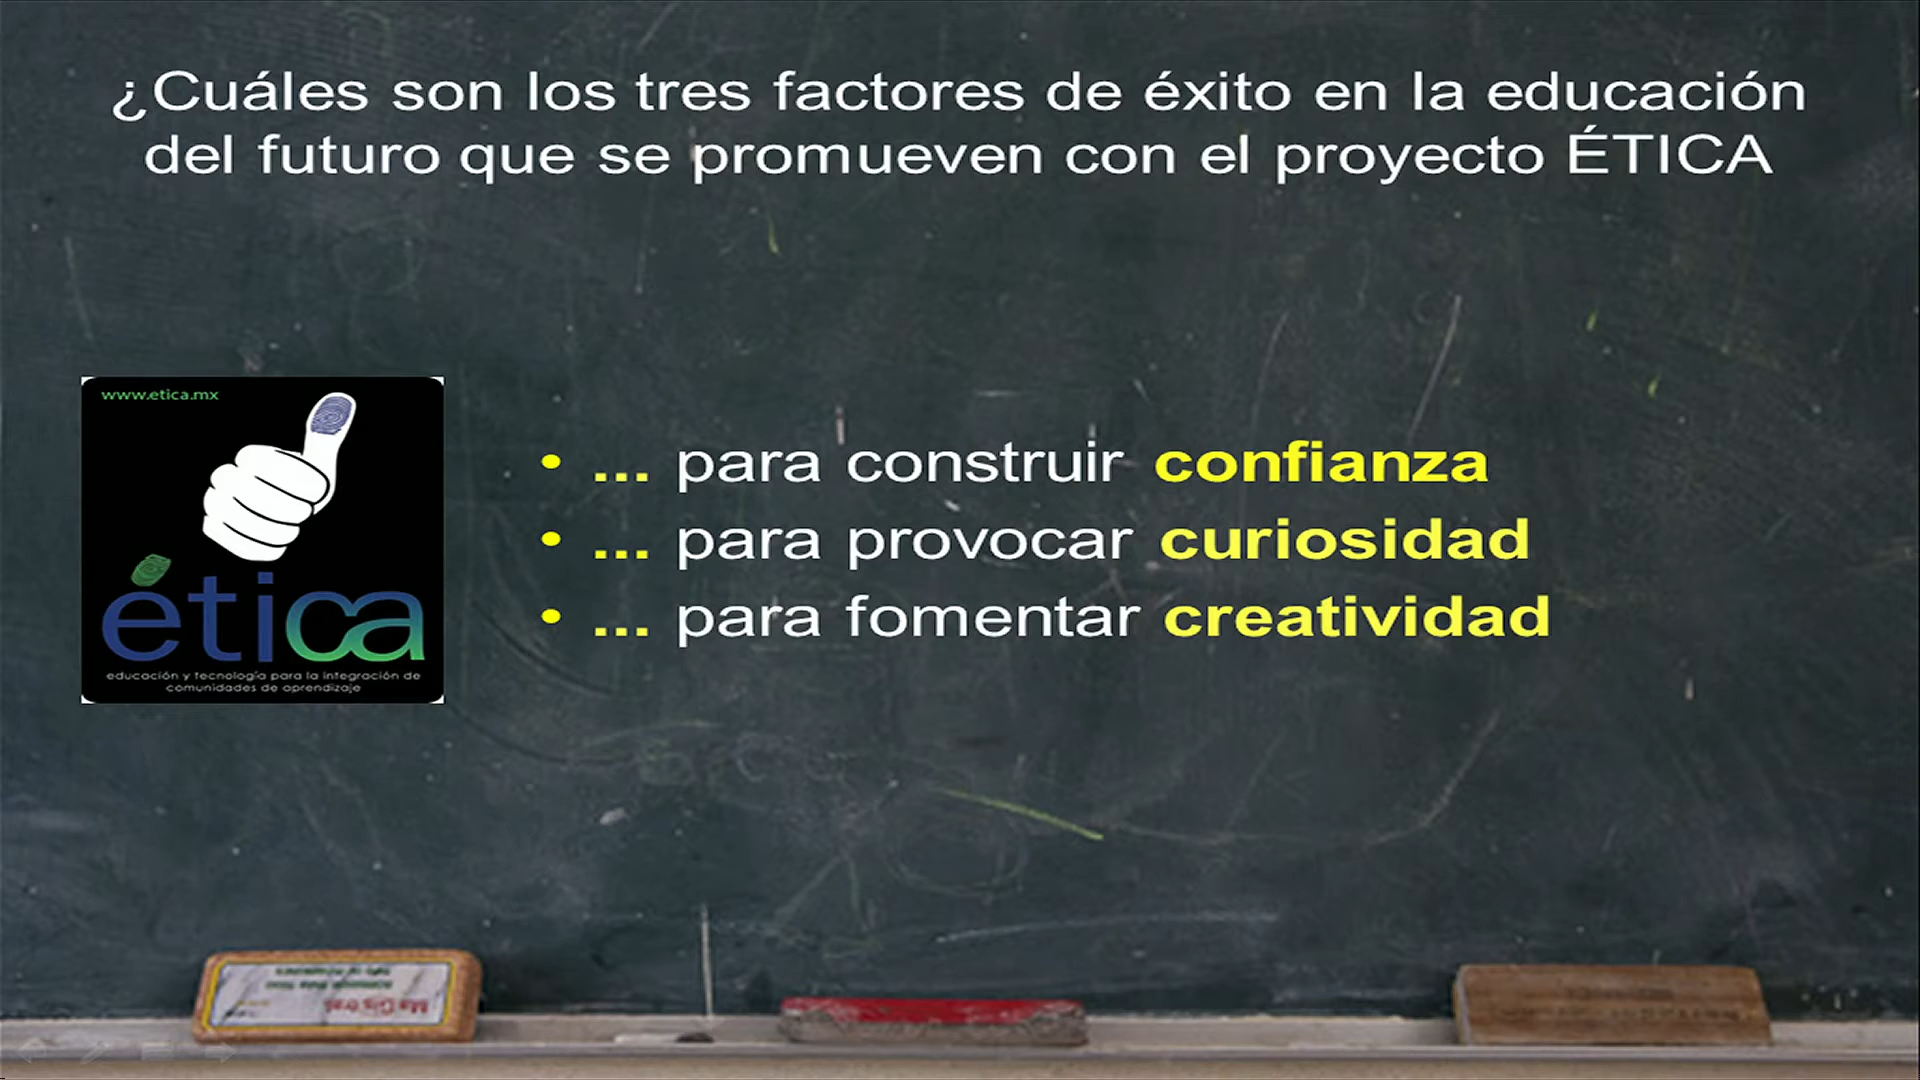 ¿Cuáles son los tres factores de éxito en la educación
del futuro que se promueven con el proyecto ÉTICA
www.etica.mx
ética
educación y tecnología para la integración de
comunidades de aprendizaje
... para construir confianza
... para provocar curiosidad
... para fomentar creatividad
Magistral